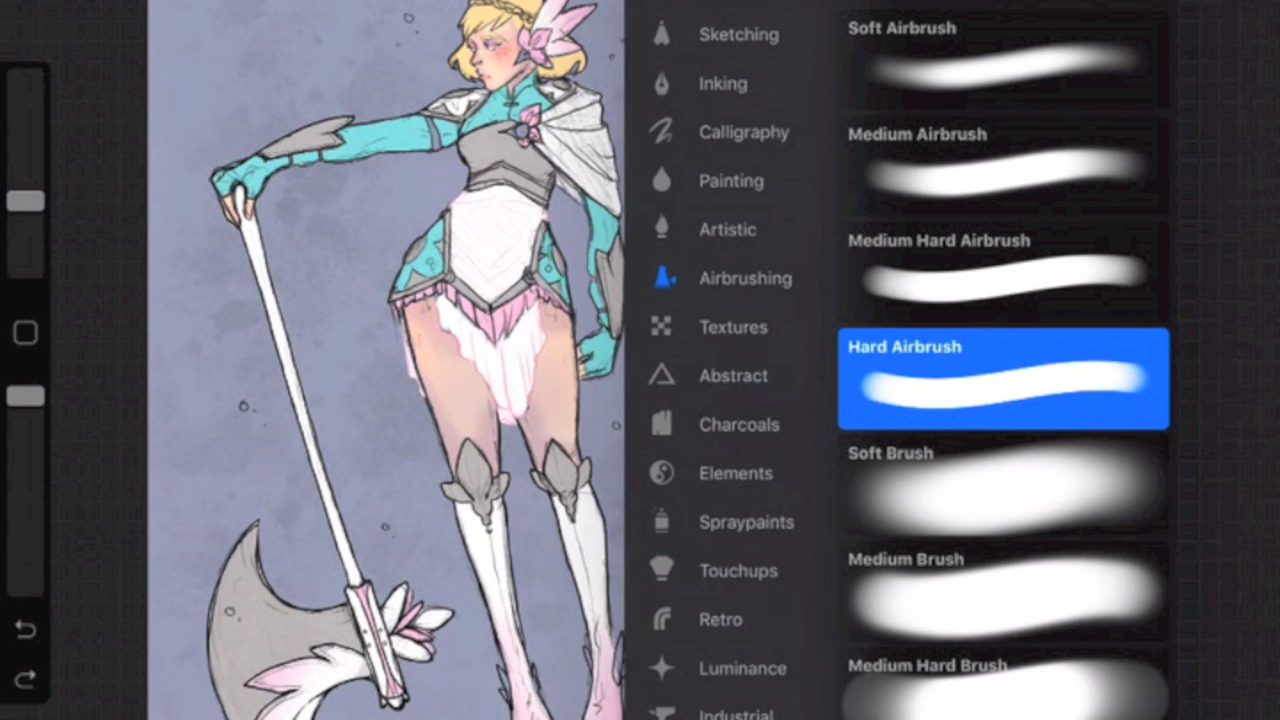 Sketching
Inking
Calligraphy
Painting
Artistic
Airbrushing
Textures
Abstract
Charcoals
Elements
Spraypaints
Touchups
Retro
Luminance
Industrial
Soft Airbrush
Medium Airbrush
Medium Hard Airbrush
Hard Airbrush
Soft Brush
Medium Brush
Medium Hard Brush